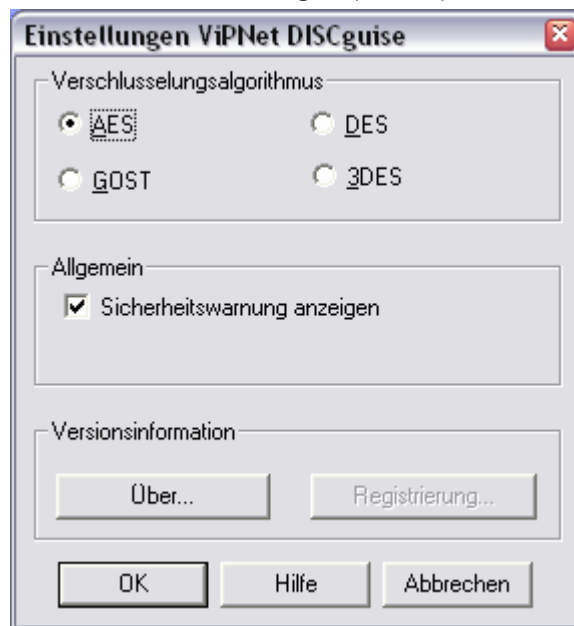 Einstellungen ViPNet DISCguise
Verschlusselungsalgorithmus
AES
DES
GOST
3DES
Allgemein
Sicherheitswarnung anzeigen
Versionsinformation
Über...
Registrierung...
OK
Hilfe
Abbrechen